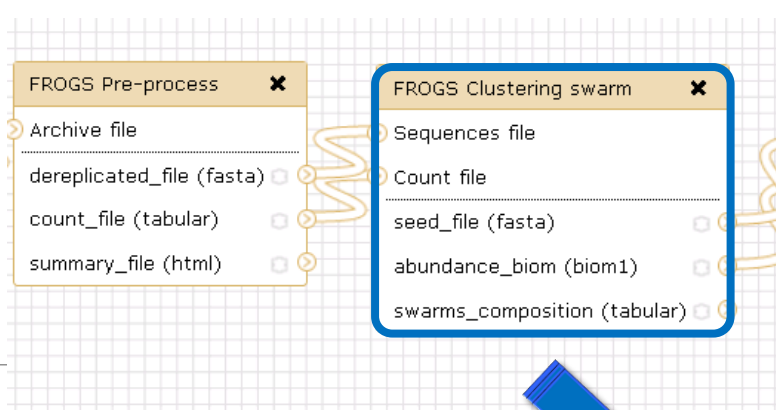 FROGS Pre-process
Archive file
dereplicated_file (fasta)
count_file (tabular)
summary_file (html)
FROGS Clustering swarm
Sequences file
Count file
seed_file (fasta)
abundance_biom (biom1)
swarms_composition (tabular)